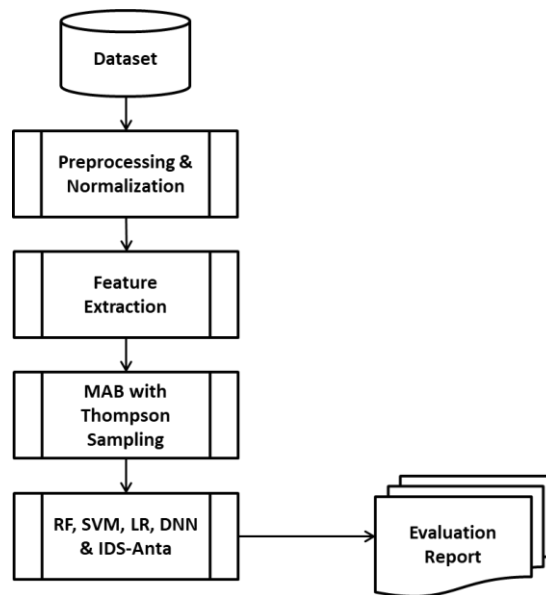 Dataset
Preprocessing &
Normalization
Feature
Extraction
MAB with
Thompson
Sampling
RF, SVM, LR, DNN
& IDS-Anta
Evaluation
Report